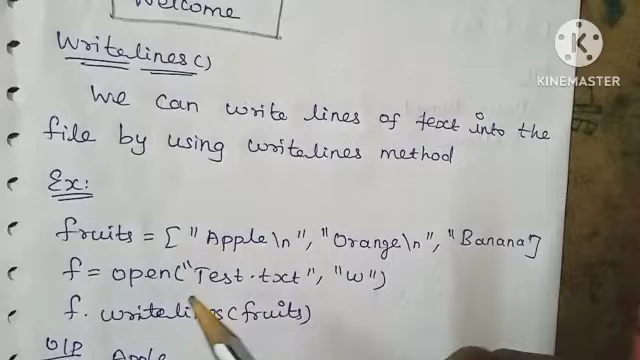 Welcome
Writelines()
We can write lines of text into the
file by using writelines method
Ex:
fruits = ["Apple\n", "Orange\n", "Banana"]
f = open("Test.txt", "w")
f. writelines(fruits)
O/P Apple
K
KINEMASTER